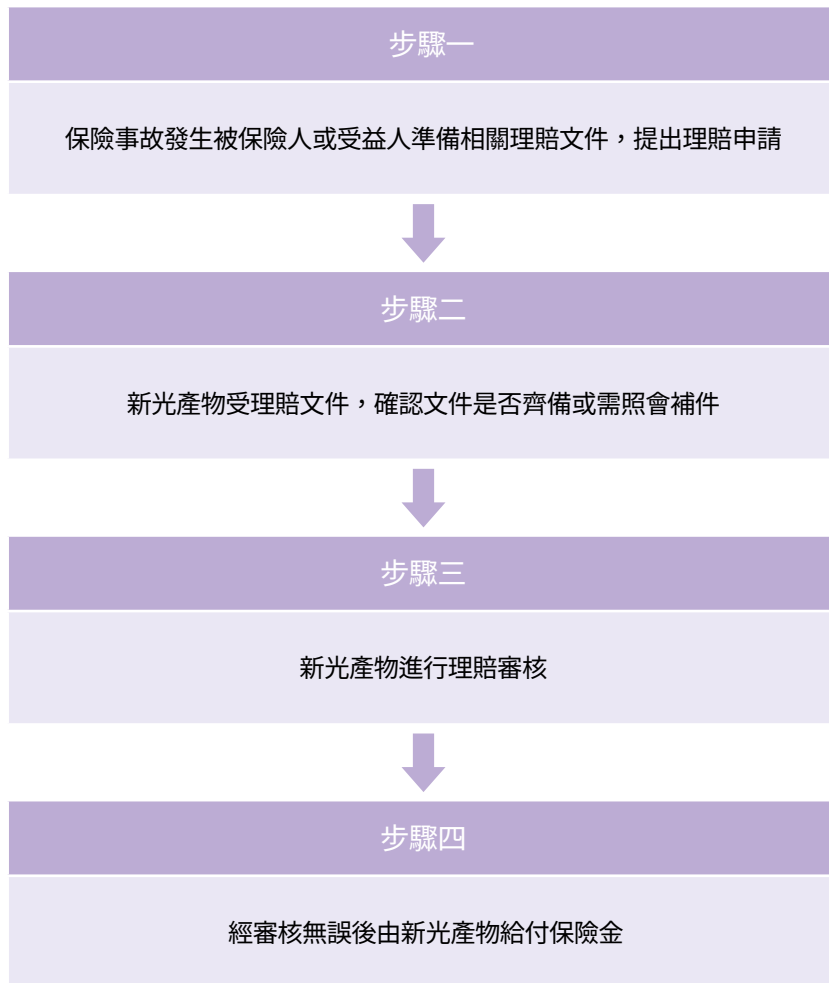 步驟一
保險事故發生被保險人或受益人準備相關理賠文件，提出理賠申請
步驟二
新光產物受理賠文件，確認文件是否齊備或需照會補件
步驟三
新光產物進行理賠審核
步驟四
經審核無誤後由新光產物給付保險金